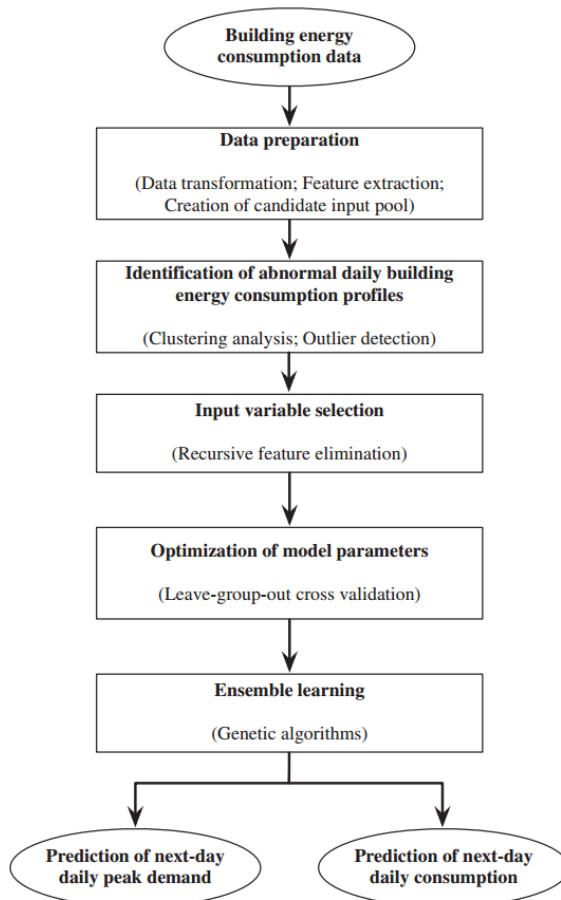 Building energy
consumption data
Data preparation
(Data transformation; Feature extraction;
Creation of candidate input pool)
Identification of abnormal daily building
energy consumption profiles
(Clustering analysis; Outlier detection)
Input variable selection
(Recursive feature elimination)
Optimization of model parameters
(Leave-group-out cross validation)
Ensemble learning
(Genetic algorithms)
Prediction of next-day
daily peak demand
Prediction of next-day
daily consumption